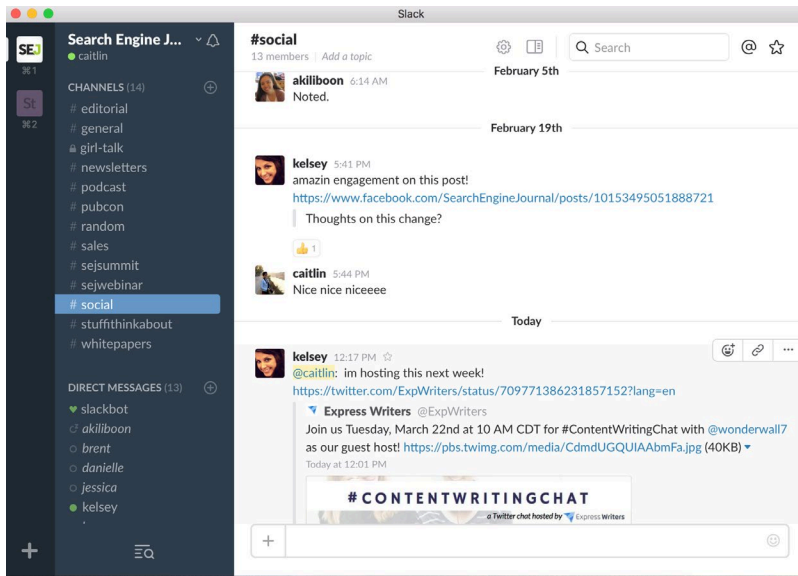 Slack
SEJ
⌘1
St
⌘2
Search Engine J...
caitlin
CHANNELS (14)
# editorial
# general
girl-talk
# newsletters
# podcast
# pubcon
# random
# sales
# sejsummit
# sejwebinar
# social
# stuffithinkabout
# whitepapers
DIRECT MESSAGES (13)
slackbot
akiliboon
brent
danielle
jessica
kelsey
#social
13 members | Add a topic
Search
February 5th
akiliboon 6:14 AM
Noted.
February 19th
kelsey 5:41 PM
amazin engagement on this post!
https://www.facebook.com/SearchEngineJournal/posts/10153495051888721
Thoughts on this change?
👍 1
caitlin 5:44 PM
Nice nice niceeee
Today
kelsey 12:17 PM
@caitlin: im hosting this next week!
https://twitter.com/ExpWriters/status/709771386231857152?lang=en
Express Writers @ExpWriters
Join us Tuesday, March 22nd at 10 AM CDT for #ContentWritingChat with @wonderwall7
as our guest host! https://pbs.twimg.com/media/CdmdUGQUIAAbmFa.jpg (40KB)
Today at 12:01 PM
#CONTENTWRITINGCHAT
a Twitter chat hosted by Express Writers